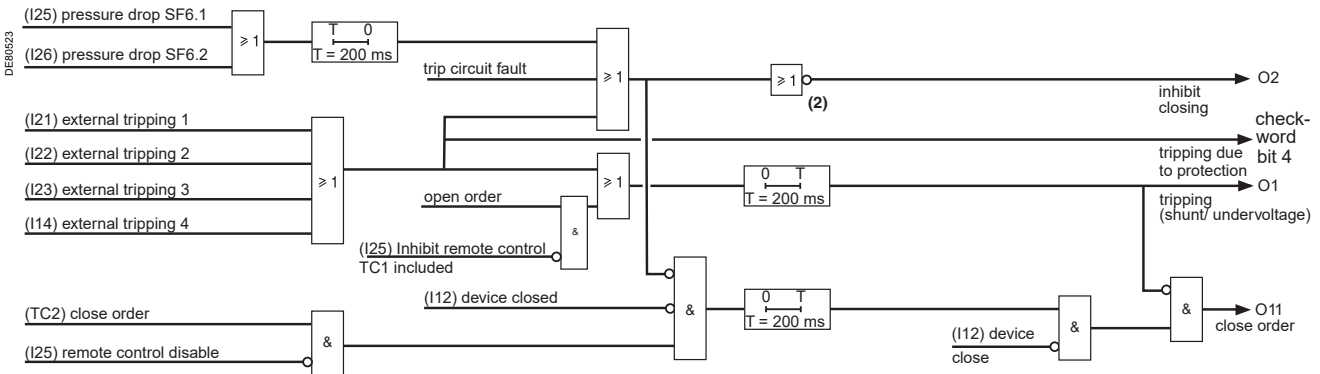 (I25) pressure drop SF6.1
DE80523
(I26) pressure drop SF6.2
≥ 1
T 0
T = 200 ms
trip circuit fault
≥ 1
≥ 1
(2)
O2
inhibit
closing
(I21) external tripping 1
(I22) external tripping 2
(I23) external tripping 3
(I14) external tripping 4
≥ 1
check-
word
bit 4
tripping due
to protection
open order
≥ 1
&
(I25) Inhibit remote control
TC1 included
0 T
T = 200 ms
O1
tripping
(shunt/ undervoltage)
(TC2) close order
(I25) remote control disable
&
(I12) device closed
&
0 T
T = 200 ms
(I12) device
close
&
&
O11
close order